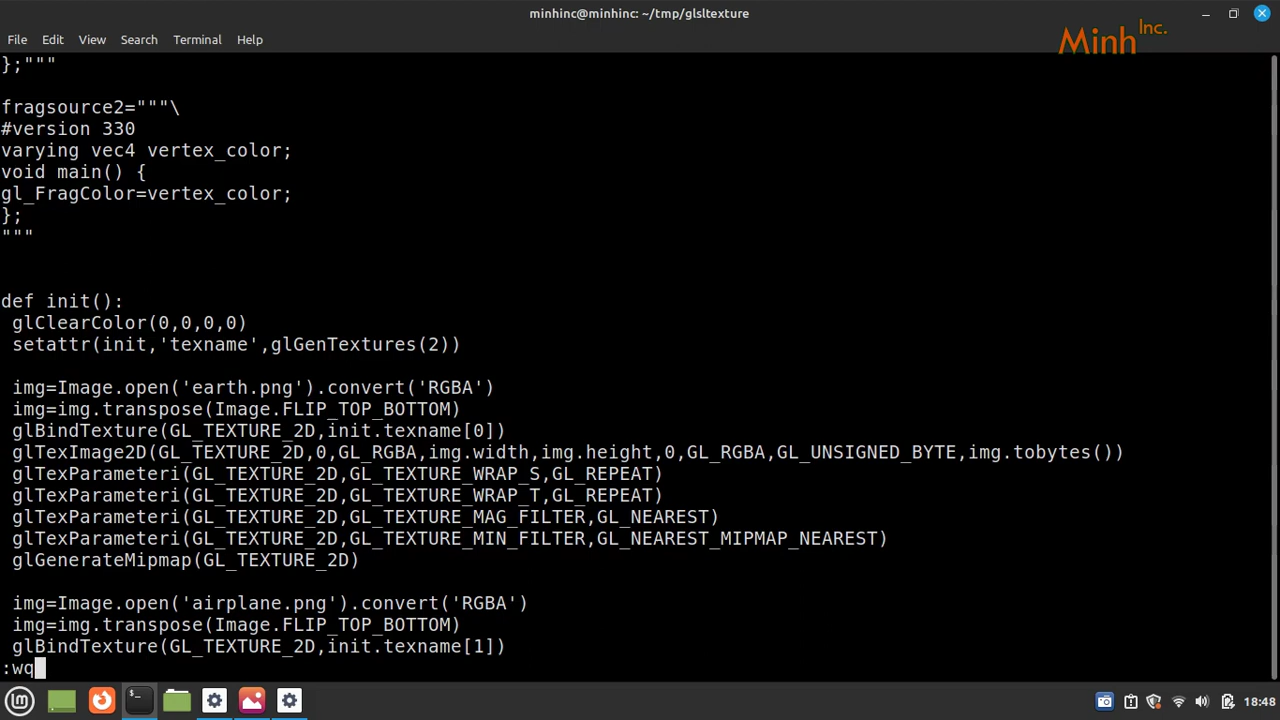 minhinc@minhinc: ~/tmp/glsltexture
File Edit View Search Terminal Help
Minh Inc.
};"""
fragsource2="""\
#version 330
varying vec4 vertex_color;
void main() {
gl_FragColor=vertex_color;
};
"""
def init():
 glClearColor(0,0,0,0)
 setattr(init,'texname',glGenTextures(2))
 img=Image.open('earth.png').convert('RGBA')
 img=img.transpose(Image.FLIP_TOP_BOTTOM)
 glBindTexture(GL_TEXTURE_2D,init.texname[0])
 glTexImage2D(GL_TEXTURE_2D,0,GL_RGBA,img.width,img.height,0,GL_RGBA,GL_UNSIGNED_BYTE,img.tobytes())
 glTexParameteri(GL_TEXTURE_2D,GL_TEXTURE_WRAP_S,GL_REPEAT)
 glTexParameteri(GL_TEXTURE_2D,GL_TEXTURE_WRAP_T,GL_REPEAT)
 glTexParameteri(GL_TEXTURE_2D,GL_TEXTURE_MAG_FILTER,GL_NEAREST)
 glTexParameteri(GL_TEXTURE_2D,GL_TEXTURE_MIN_FILTER,GL_NEAREST_MIPMAP_NEAREST)
 glGenerateMipmap(GL_TEXTURE_2D)
 img=Image.open('airplane.png').convert('RGBA')
 img=img.transpose(Image.FLIP_TOP_BOTTOM)
 glBindTexture(GL_TEXTURE_2D,init.texname[1])
:wq
18:48